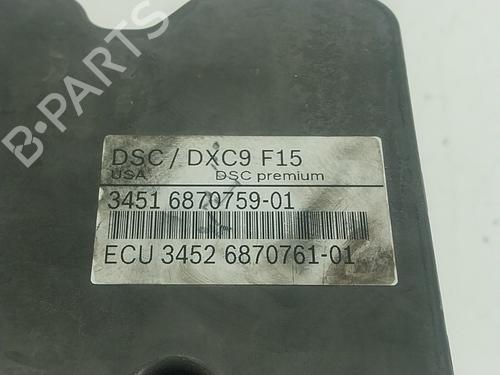 B-PARTS
DSC / DXC9 F15
USA DSC premium
3451 6870759-01
ECU 3452 6870761-01